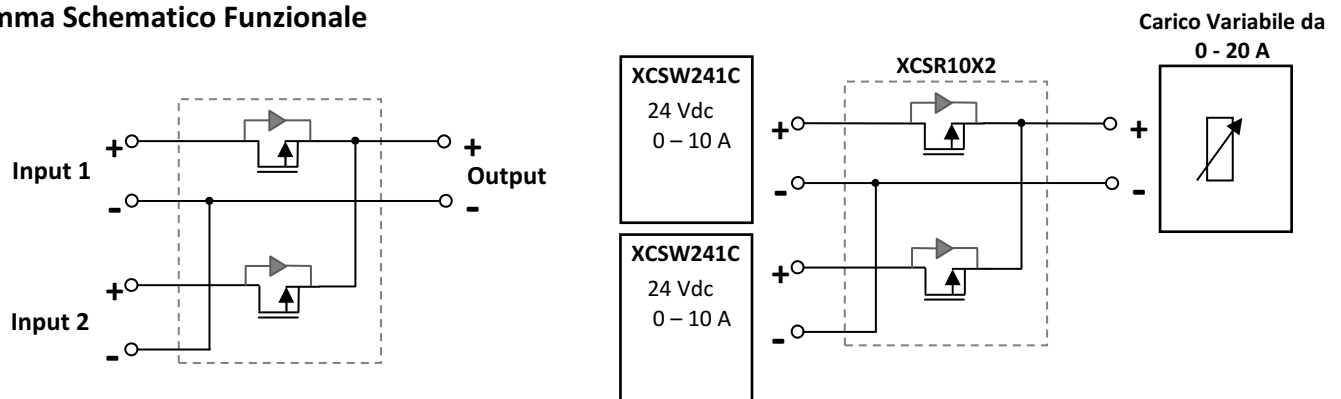 mma Schematico Funzionale
Input 1
+
-
+
Output
-
Input 2
+
-
XCSW241C
24 Vdc
0 – 10 A
XCSW241C
24 Vdc
0 – 10 A
XCSR10X2
+
-
+
-
+
-
Carico Variabile da
0 - 20 A